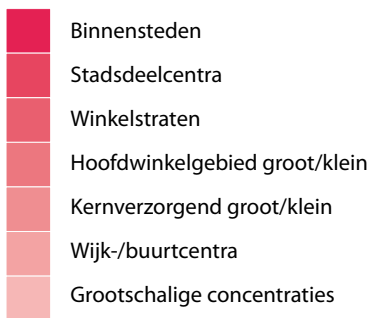 Binnensteden
Stadsdeelcentra
Winkelstraten
Hoofdwinkelgebied groot/klein
Kernverzorgend groot/klein
Wijk-/buurtcentra
Grootschalige concentraties